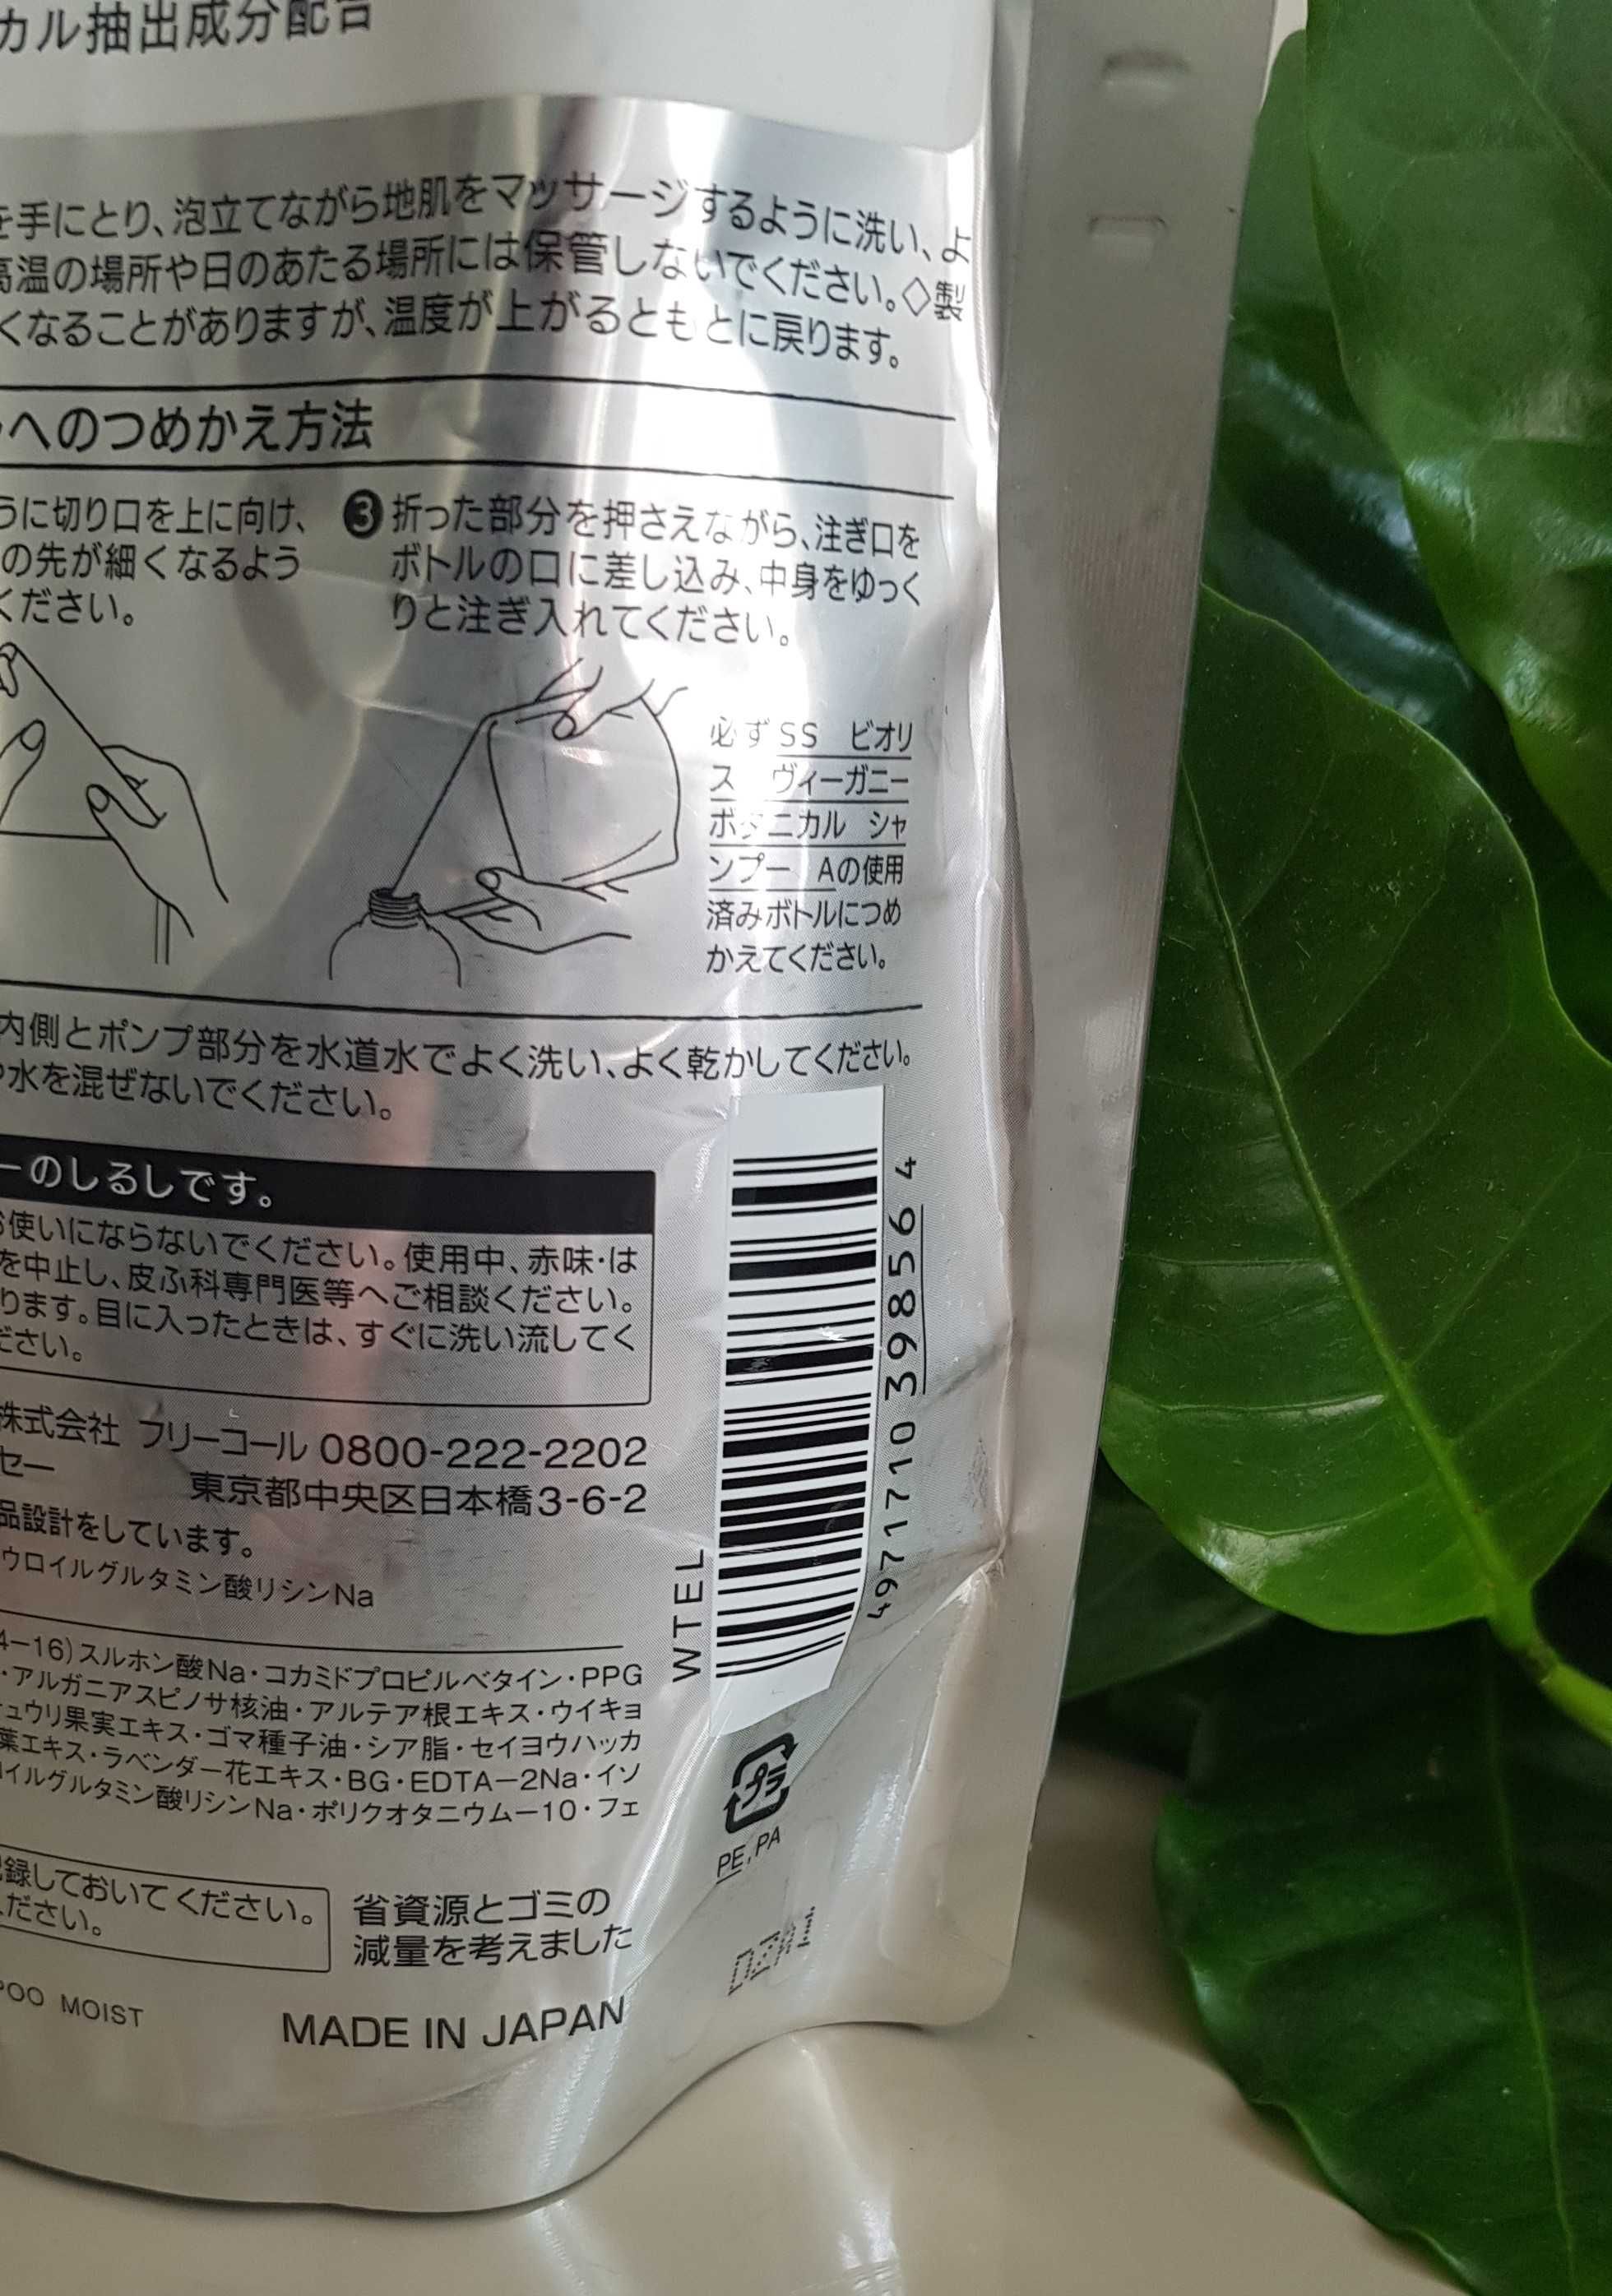 カル抽出成分配合
を手にとり、泡立てながら地肌をマッサージするように洗い、よ
高温の場所や日のあたる場所には保管しないでください。◇製
くなることがありますが、温度が上がるともとに戻ります。
へのつめかえ方法
うに切り口を上に向け、
の先が細くなるよう
ください。
❸折った部分を押さえながら、注ぎ口を
ボトルの口に差し込み、中身をゆっく
りと注ぎ入れてください。
必ずSS ビオリ
ス ヴィーガニー
ボタニカル シャ
ンプー Aの使用
済みボトルにつめ
かえてください。
内側とポンプ部分を水道水でよく洗い、よく乾かしてください。
や水を混ぜないでください。
ーのしるしです。
お使いにならないでください。使用中、赤味・は
を中止し、皮ふ科専門医等へご相談ください。
ります。目に入ったときは、すぐに洗い流してく
ださい。
株式会社 フリーコール 0800-222-2202
セー 東京都中央区日本橋3-6-2
品設計をしています。
ウロイルグルタミン酸リシンNa
4−16)スルホン酸Na・コカミドプロピルベタイン・PPG
・アルガニアスピノサ核油・アルテア根エキス・ウイキョ
ュウリ果実エキス・ゴマ種子油・シア脂・セイヨウハッカ
葉エキス・ラベンダー花エキス・BG・EDTA−2Na・イソ
イルグルタミン酸リシンNa・ポリクオタニウム−10・フェ
WTEL
4971710398564
プラ
PE,PA
記録しておいてください。
ださい。
省資源とゴミの
減量を考えました
POO MOIST
MADE IN JAPAN